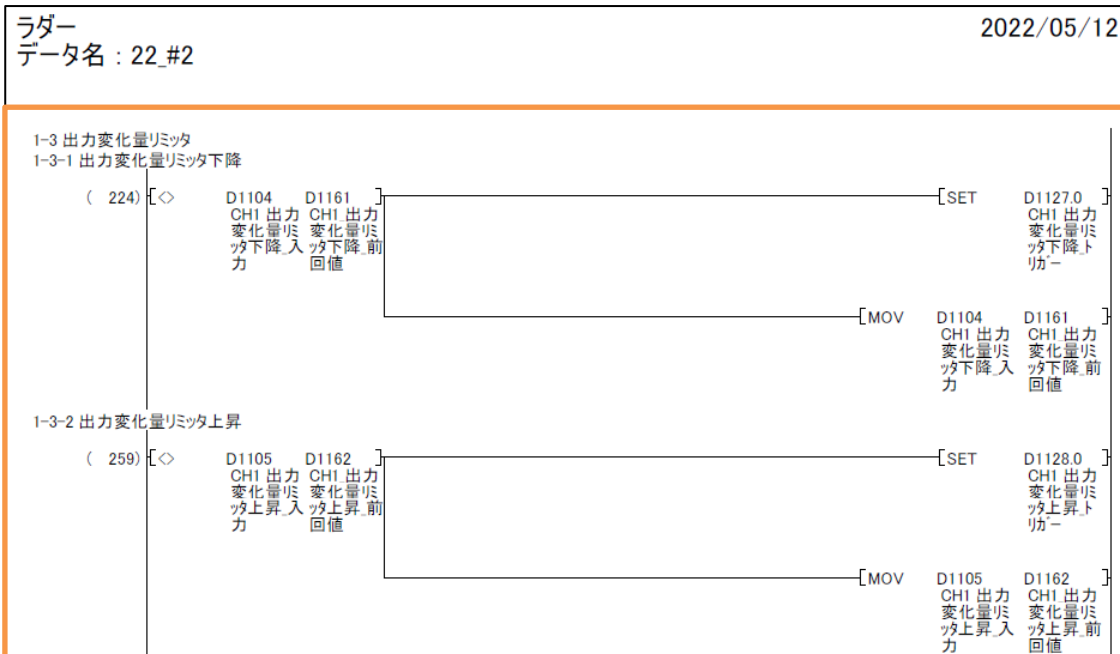 ラダー 2022/05/12
データ名 : 22_#2
1-3 出力変化量リミッタ
1-3-1 出力変化量リミッタ下降
( 224) [<> D1104 D1161 ] [SET D1127.0 ]
CH1 出力 CH1_出力 CH1 出力
変化量リミ 変化量リミ 変化量リミ
ッタ下降_入 ッタ下降_前 ッタ下降_ト
力 回値 リガー
[MOV D1104 D1161 ]
CH1 出力 CH1_出力
変化量リミ 変化量リミ
ッタ下降_入 ッタ下降_前
力 回値
1-3-2 出力変化量リミッタ上昇
( 259) [<> D1105 D1162 ] [SET D1128.0 ]
CH1 出力 CH1_出力 CH1 出力
変化量リミ 変化量リミ 変化量リミ
ッタ上昇_入 ッタ上昇_前 ッタ上昇_ト
力 回値 リガー
[MOV D1105 D1162 ]
CH1 出力 CH1_出力
変化量リミ 変化量リミ
ッタ上昇_入 ッタ上昇_前
力 回値